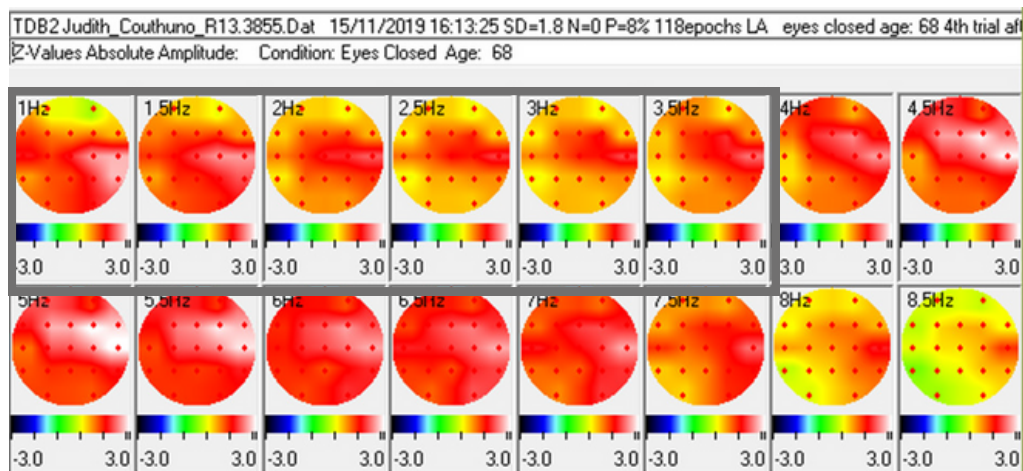 TDB2 Judith_Couthuno_R13.3855.Dat 15/11/2019 16:13:25 SD=1.8 N=0 P=8% 118epochs LA eyes closed age: 68 4th trial af
Z-Values Absolute Amplitude: Condition: Eyes Closed Age: 68
1Hz 1.5Hz 2Hz 2.5Hz 3Hz 3.5Hz 4Hz 4.5Hz
-3.0 3.0 -3.0 3.0 -3.0 3.0 -3.0 3.0 -3.0 3.0 -3.0 3.0 -3.0 3.0 -3.0 3.0
5Hz 5.5Hz 6Hz 6.5Hz 7Hz 7.5Hz 8Hz 8.5Hz
-3.0 3.0 -3.0 3.0 -3.0 3.0 -3.0 3.0 -3.0 3.0 -3.0 3.0 -3.0 3.0 -3.0 3.0